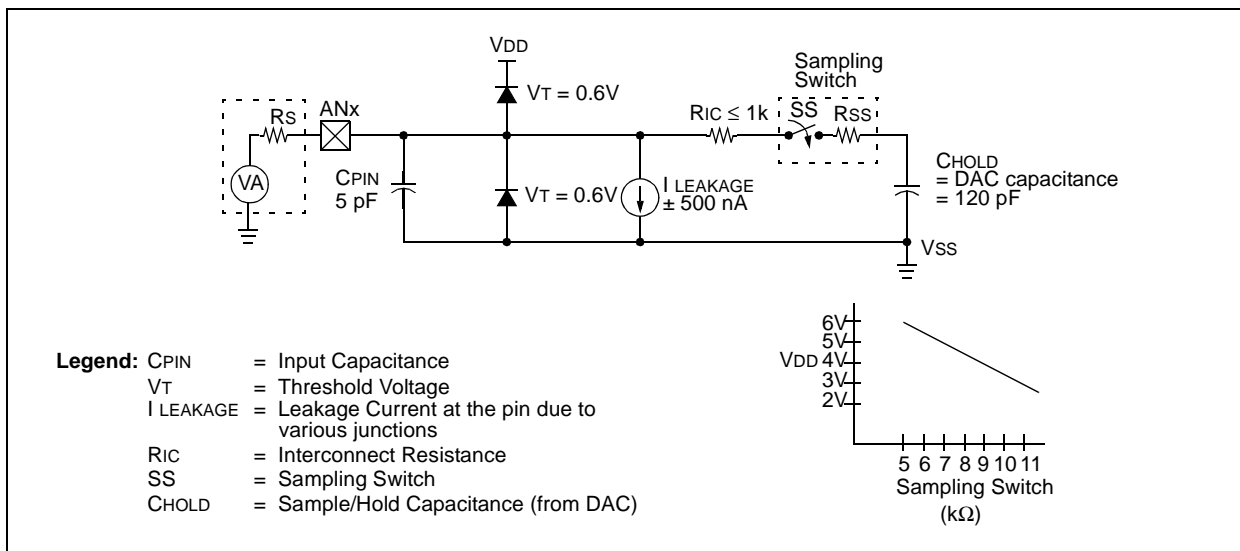 VDD
Sampling
Switch
VT = 0.6V
ANx
RS
RIC ≤ 1k
SS
RSS
VA
CPIN
5 pF
VT = 0.6V
I LEAKAGE
± 500 nA
CHOLD
= DAC capacitance
= 120 pF
VSS
6V
5V
VDD 4V
3V
2V
5 6 7 8 9 10 11
Sampling Switch
(kΩ)
Legend: CPIN = Input Capacitance
VT = Threshold Voltage
I LEAKAGE = Leakage Current at the pin due to
various junctions
RIC = Interconnect Resistance
SS = Sampling Switch
CHOLD = Sample/Hold Capacitance (from DAC)